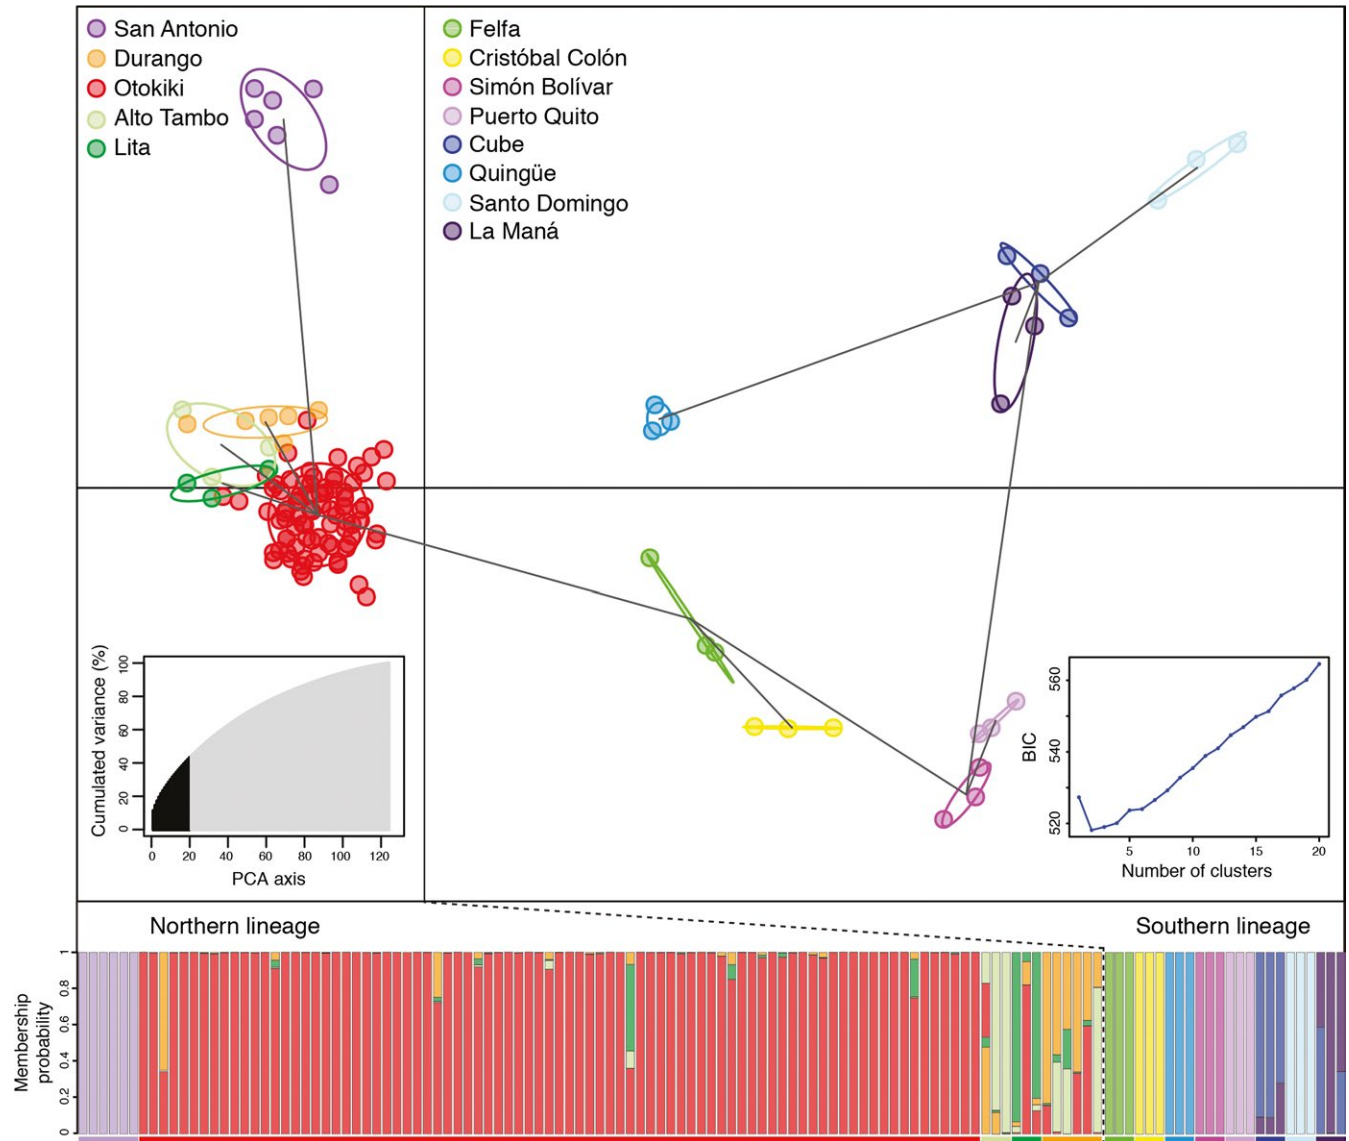 San Antonio
Durango
Otokiki
Alto Tambo
Lita
Felfa
Cristóbal Colón
Simón Bolívar
Puerto Quito
Cube
Quingüe
Santo Domingo
La Maná
Cumulated variance (%)
100
80
60
40
20
0
0 20 40 60 80 100 120
PCA axis
BIC
560
540
520
5 10 15 20
Number of clusters
Northern lineage
Southern lineage
Membership
probability
1
0.8
0.6
0.4
0.2
0